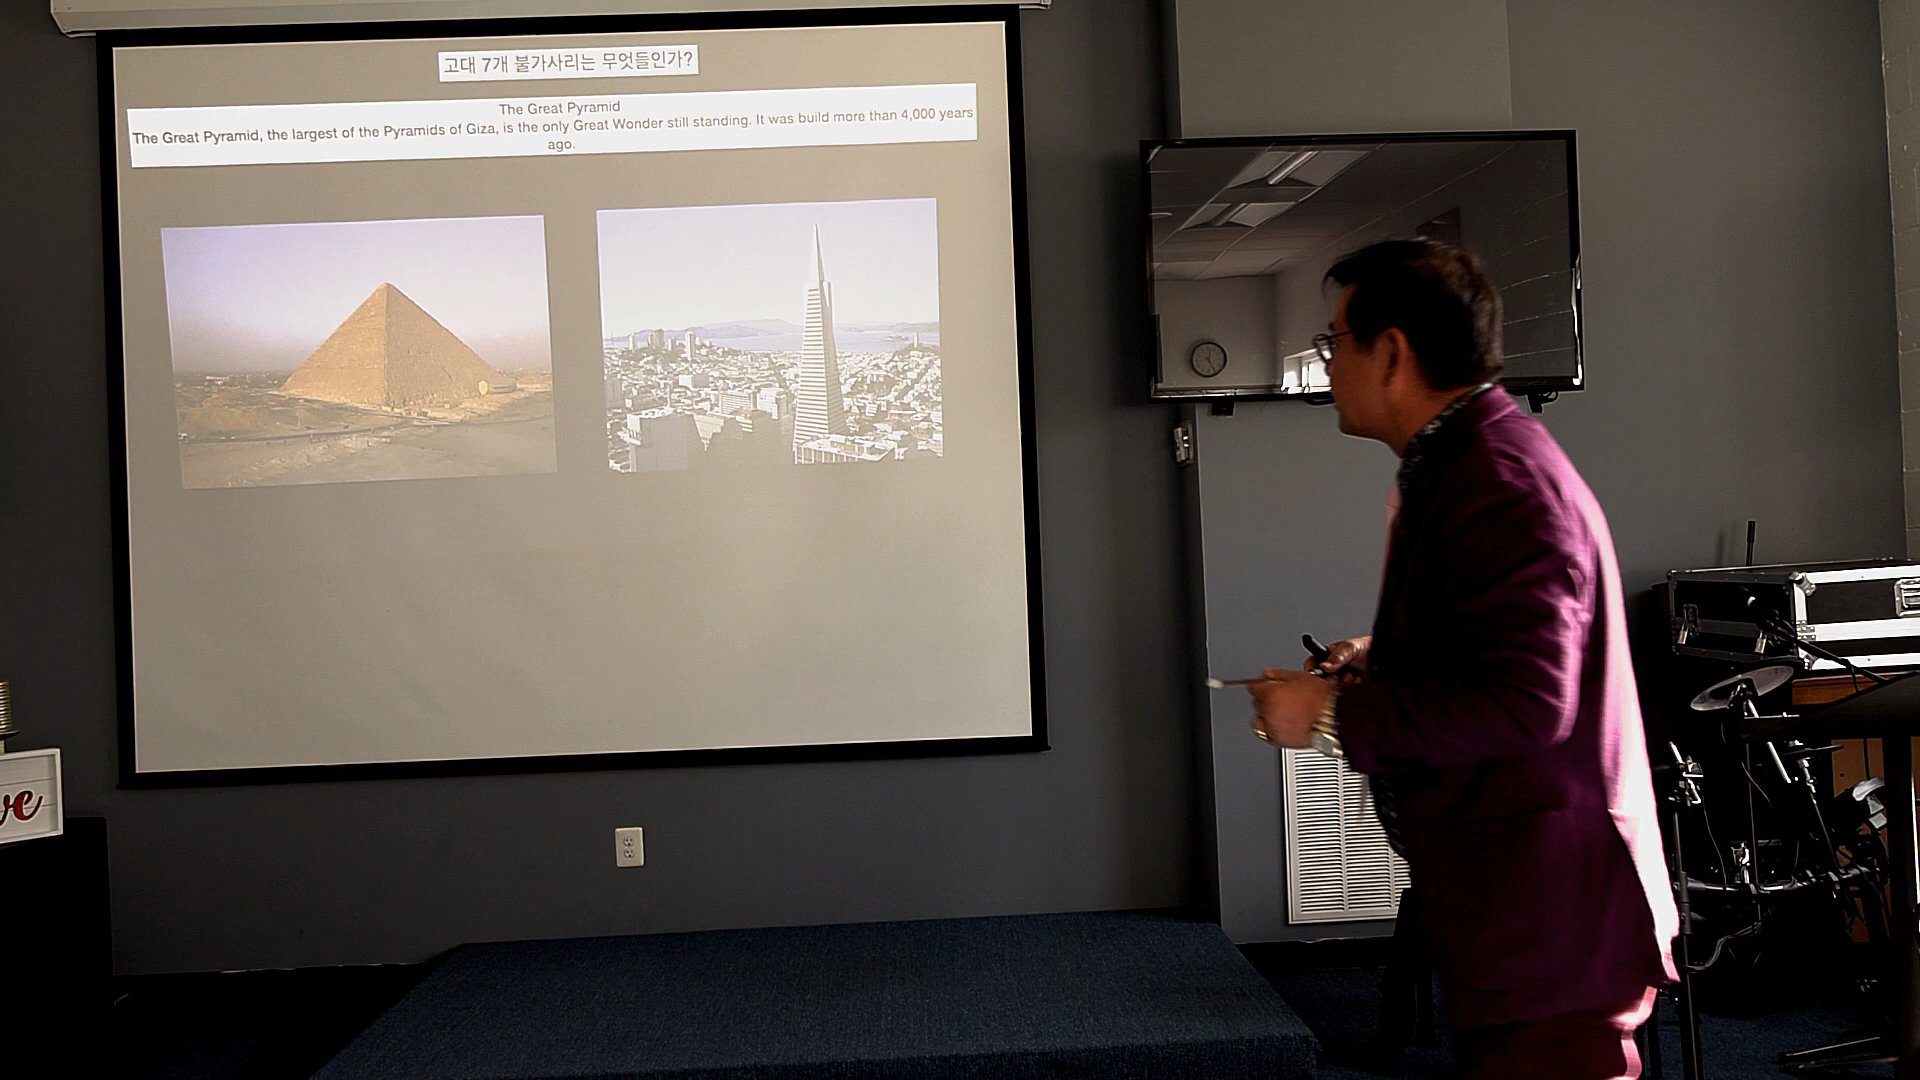 고대 7개 불가사리는 무엇들인가?
The Great Pyramid
The Great Pyramid, the largest of the Pyramids of Giza, is the only Great Wonder still standing. It was build more than 4,000 years
ago.
ve